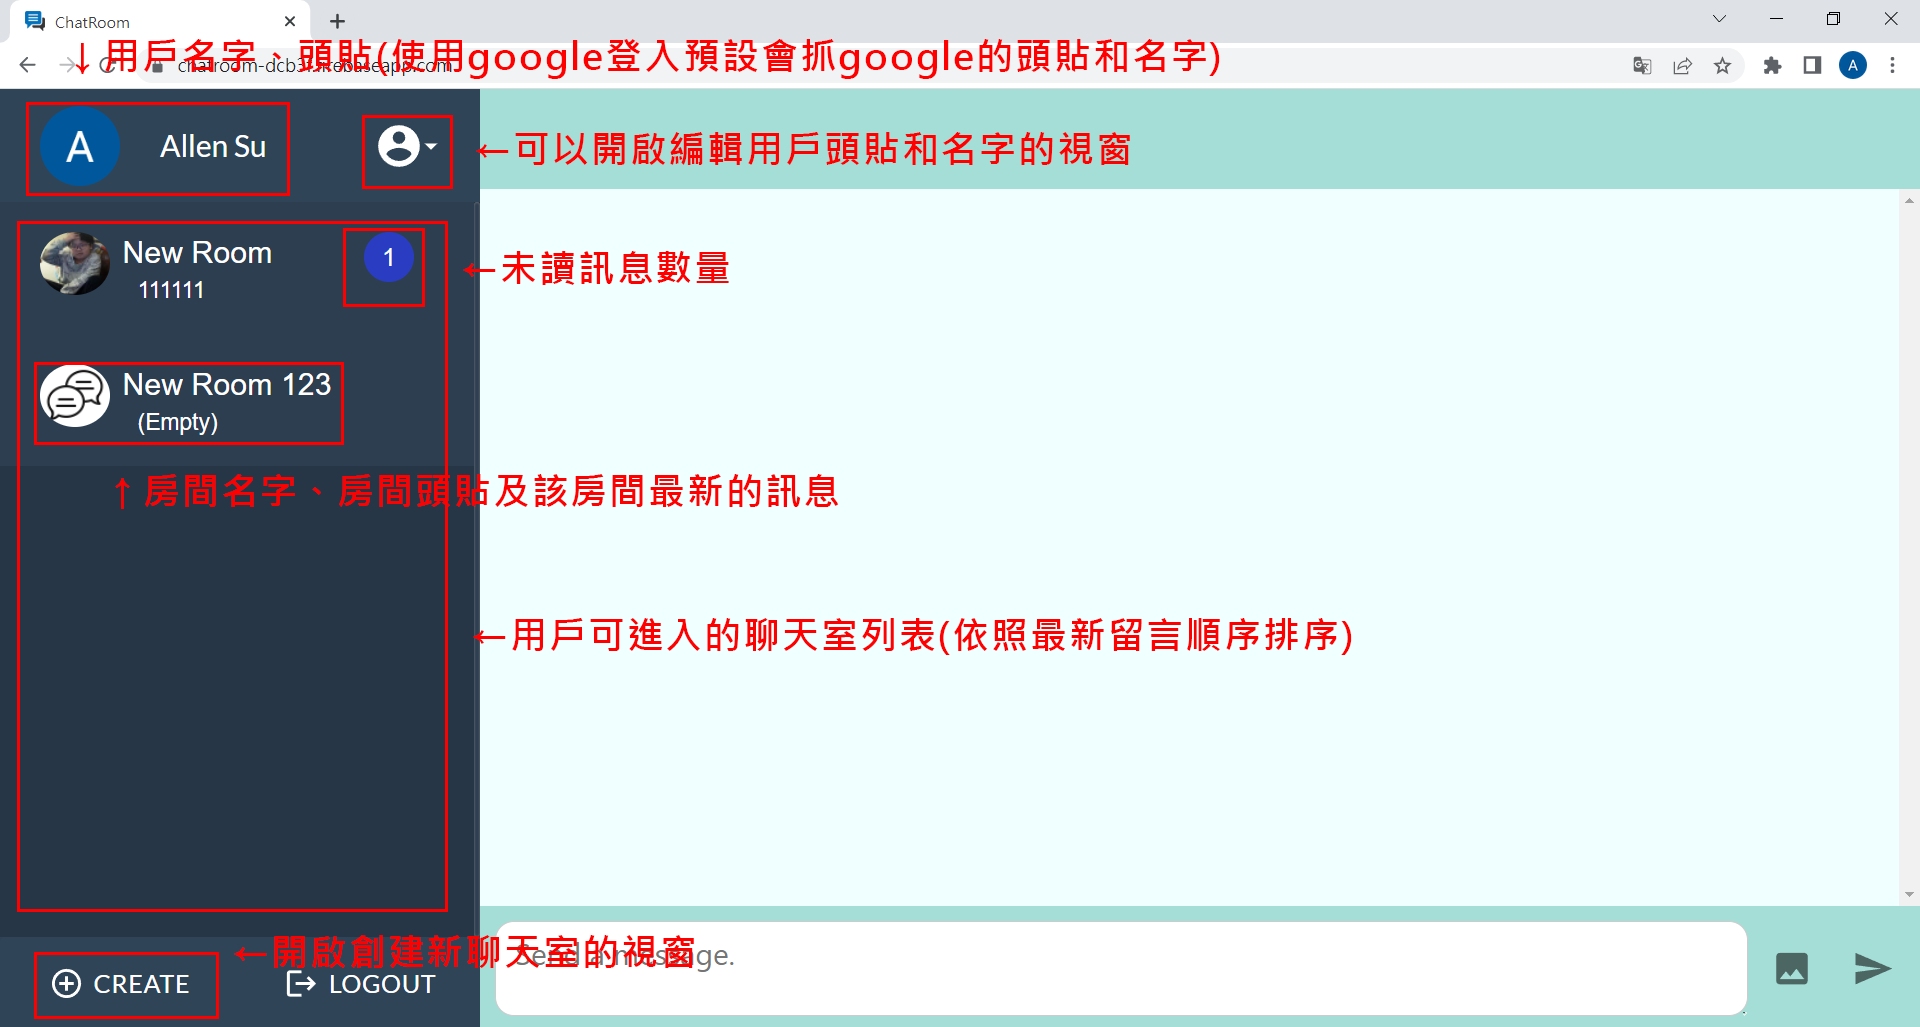 ChatRoom
↓用戶名字、頭貼(使用google登入預設會抓google的頭貼和名字)
A
A
Allen Su
←可以開啟編輯用戶頭貼和名字的視窗
New Room
1
111111
←未讀訊息數量
New Room 123
(Empty)
↑房間名字、房間頭貼及該房間最新的訊息
←用戶可進入的聊天室列表(依照最新留言順序排序)
←開啟創建新聊天室的視窗
Send a message.
CREATE
LOGOUT